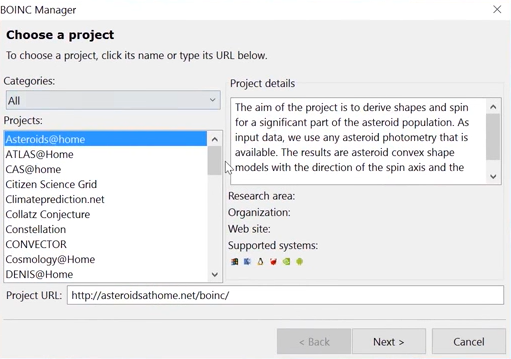 BOINC Manager
Choose a project
To choose a project, click its name or type its URL below.
Categories:
All
Projects:
Asteroids@home
ATLAS@Home
CAS@home
Citizen Science Grid
Climateprediction.net
Collatz Conjecture
Constellation
CONVECTOR
Cosmology@Home
DENIS@Home
Project details
The aim of the project is to derive shapes and spin
for a significant part of the asteroid population. As
input data, we use any asteroid photometry that is
available. The results are asteroid convex shape
models with the direction of the spin axis and the
Research area:
Organization:
Web site:
Supported systems:
Project URL: http://asteroidsathome.net/boinc/
< Back
Next >
Cancel